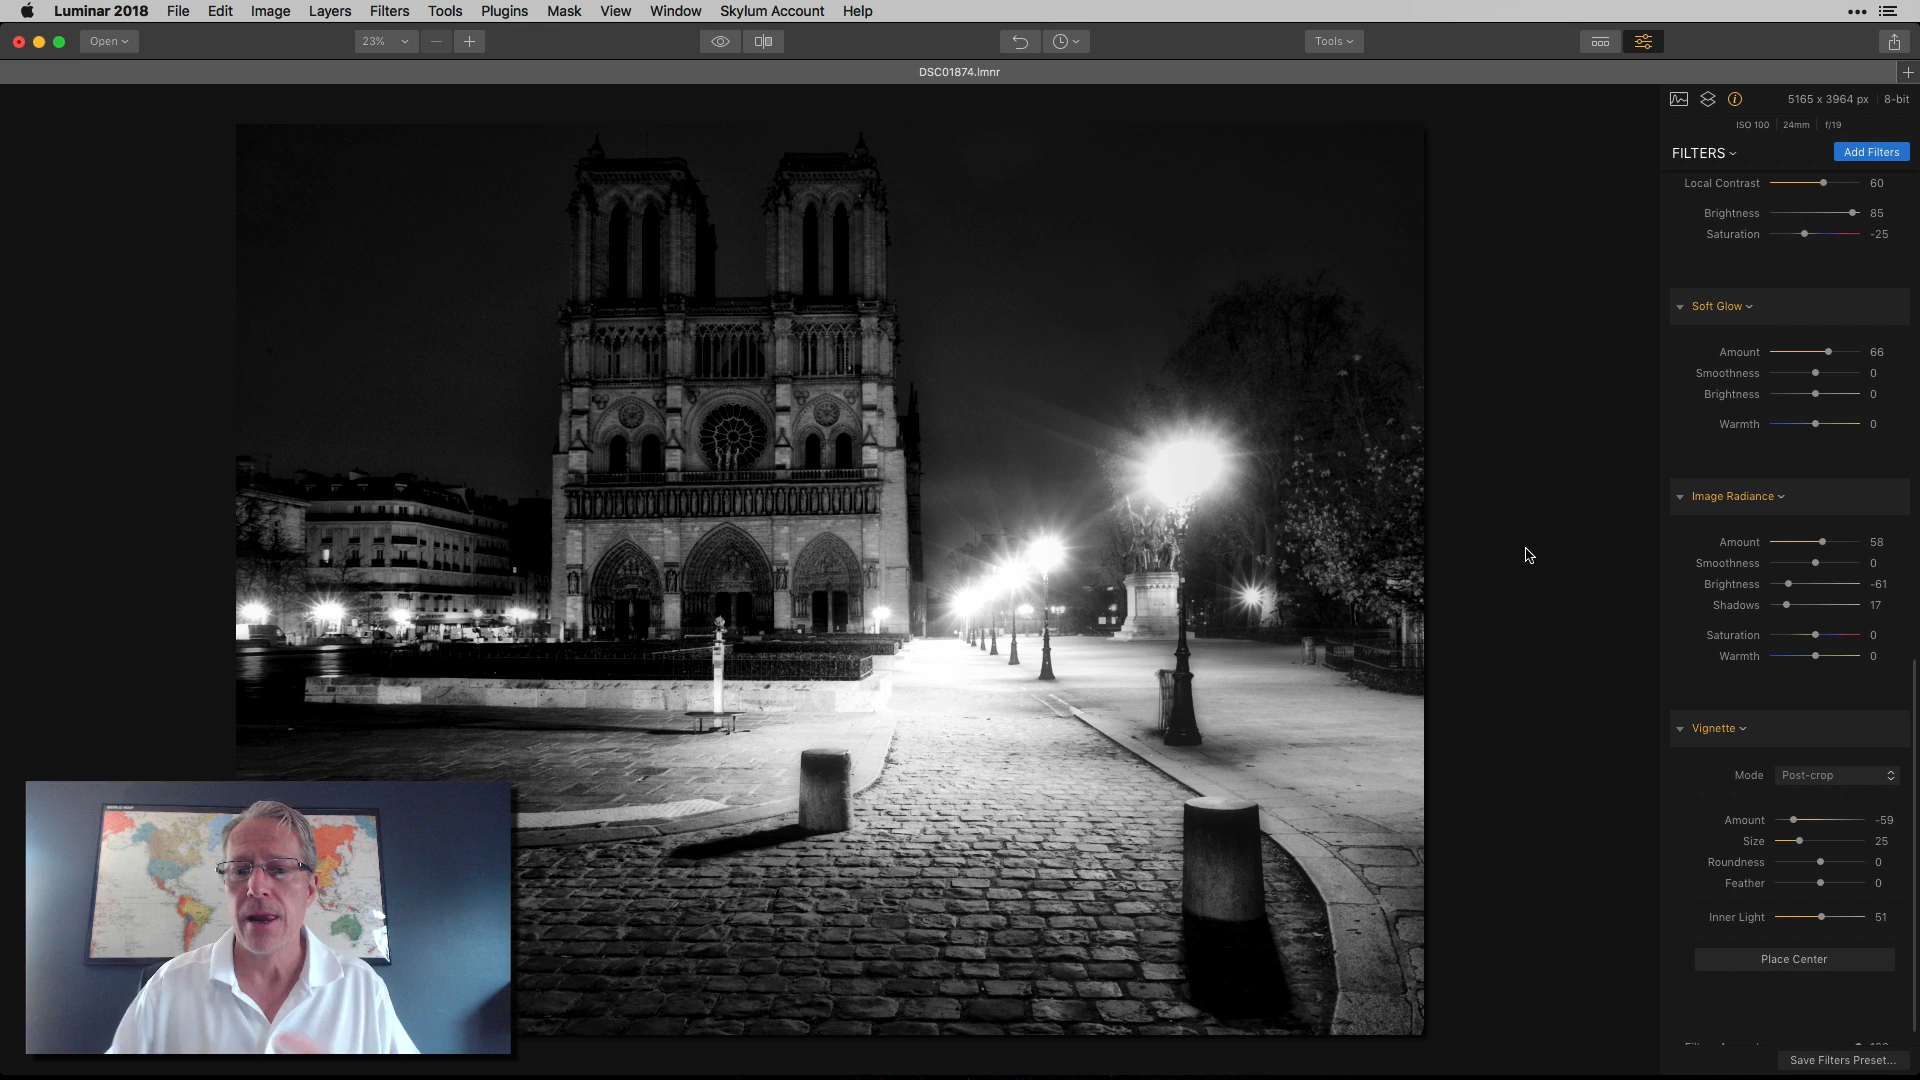 Luminar 2018 File Edit Image Layers Filters Tools Plugins Mask View Window Skylum Account Help
Open 23% Tools
DSC01874.lmnr
5165 x 3964 px 8-bit
ISO 100 24mm f/19
FILTERS Add Filters
Local Contrast 60
Brightness 85
Saturation -25
Soft Glow
Amount 66
Smoothness 0
Brightness 0
Warmth 0
Image Radiance
Amount 58
Smoothness 0
Brightness -61
Shadows 17
Saturation 0
Warmth 0
Vignette
Mode Post-crop
Amount -59
Size 25
Roundness 0
Feather 0
Inner Light 51
Place Center
Save Filters Preset...